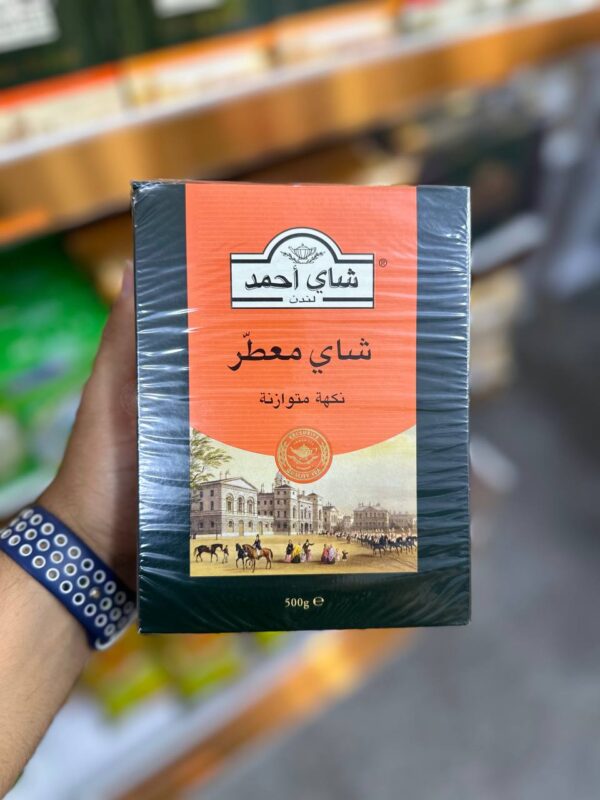 شاي أحمد ®
لندن
شاي معطّر
نكهة متوازنة
500g ℮